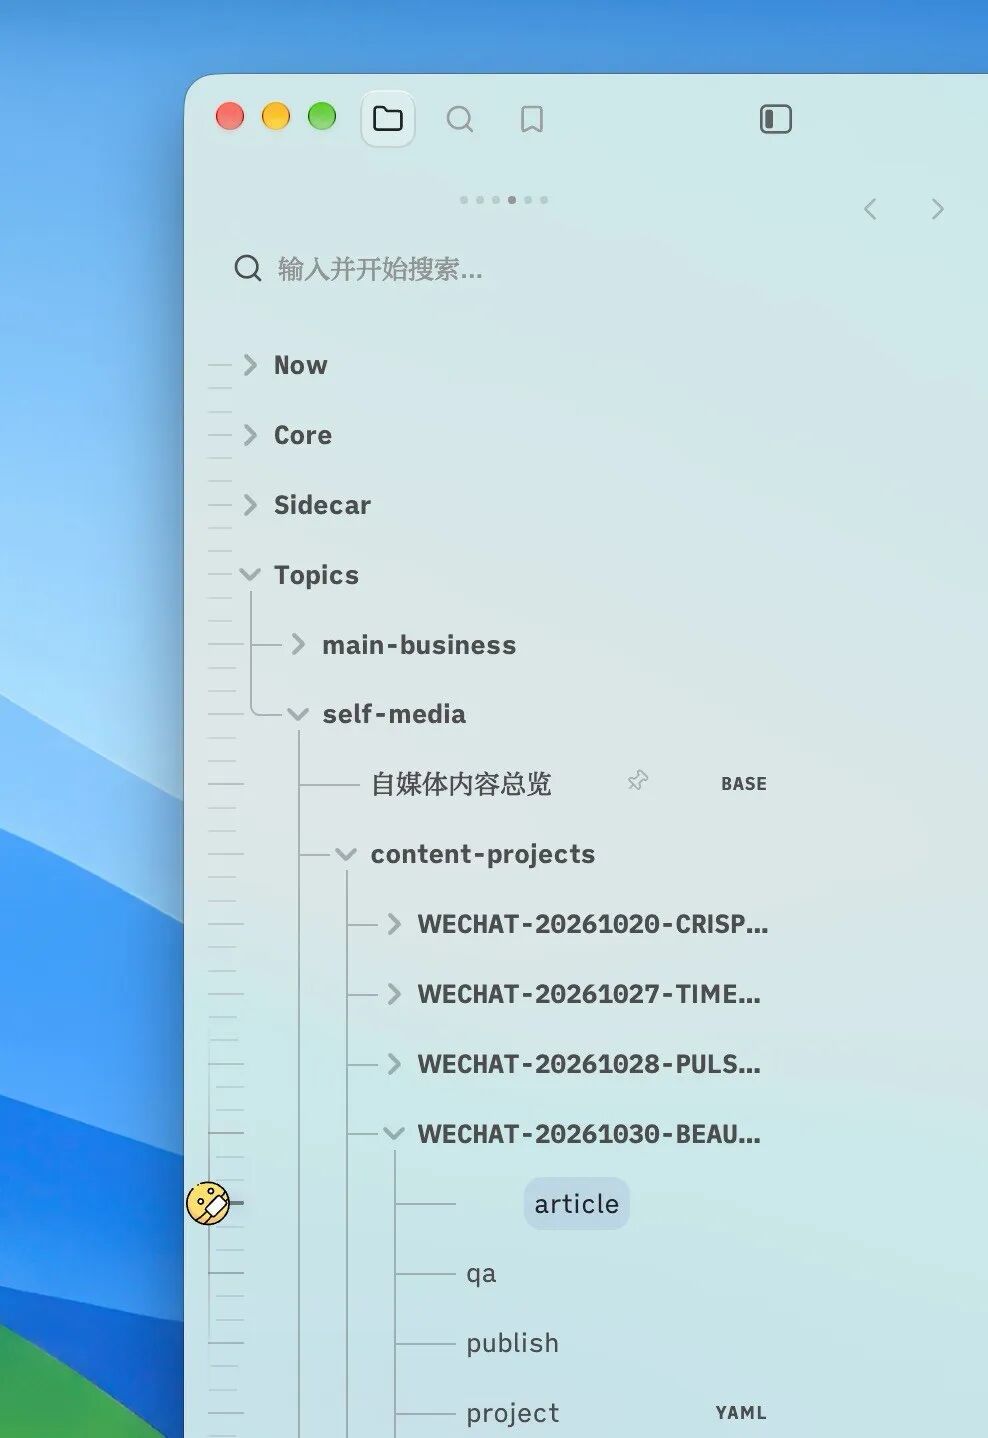 输入并开始搜索...
Now
Core
Sidecar
Topics
main-business
self-media
自媒体内容总览 BASE
content-projects
WECHAT-20261020-CRISP...
WECHAT-20261027-TIME...
WECHAT-20261028-PULS...
WECHAT-20261030-BEAU...
article
qa
publish
project YAML